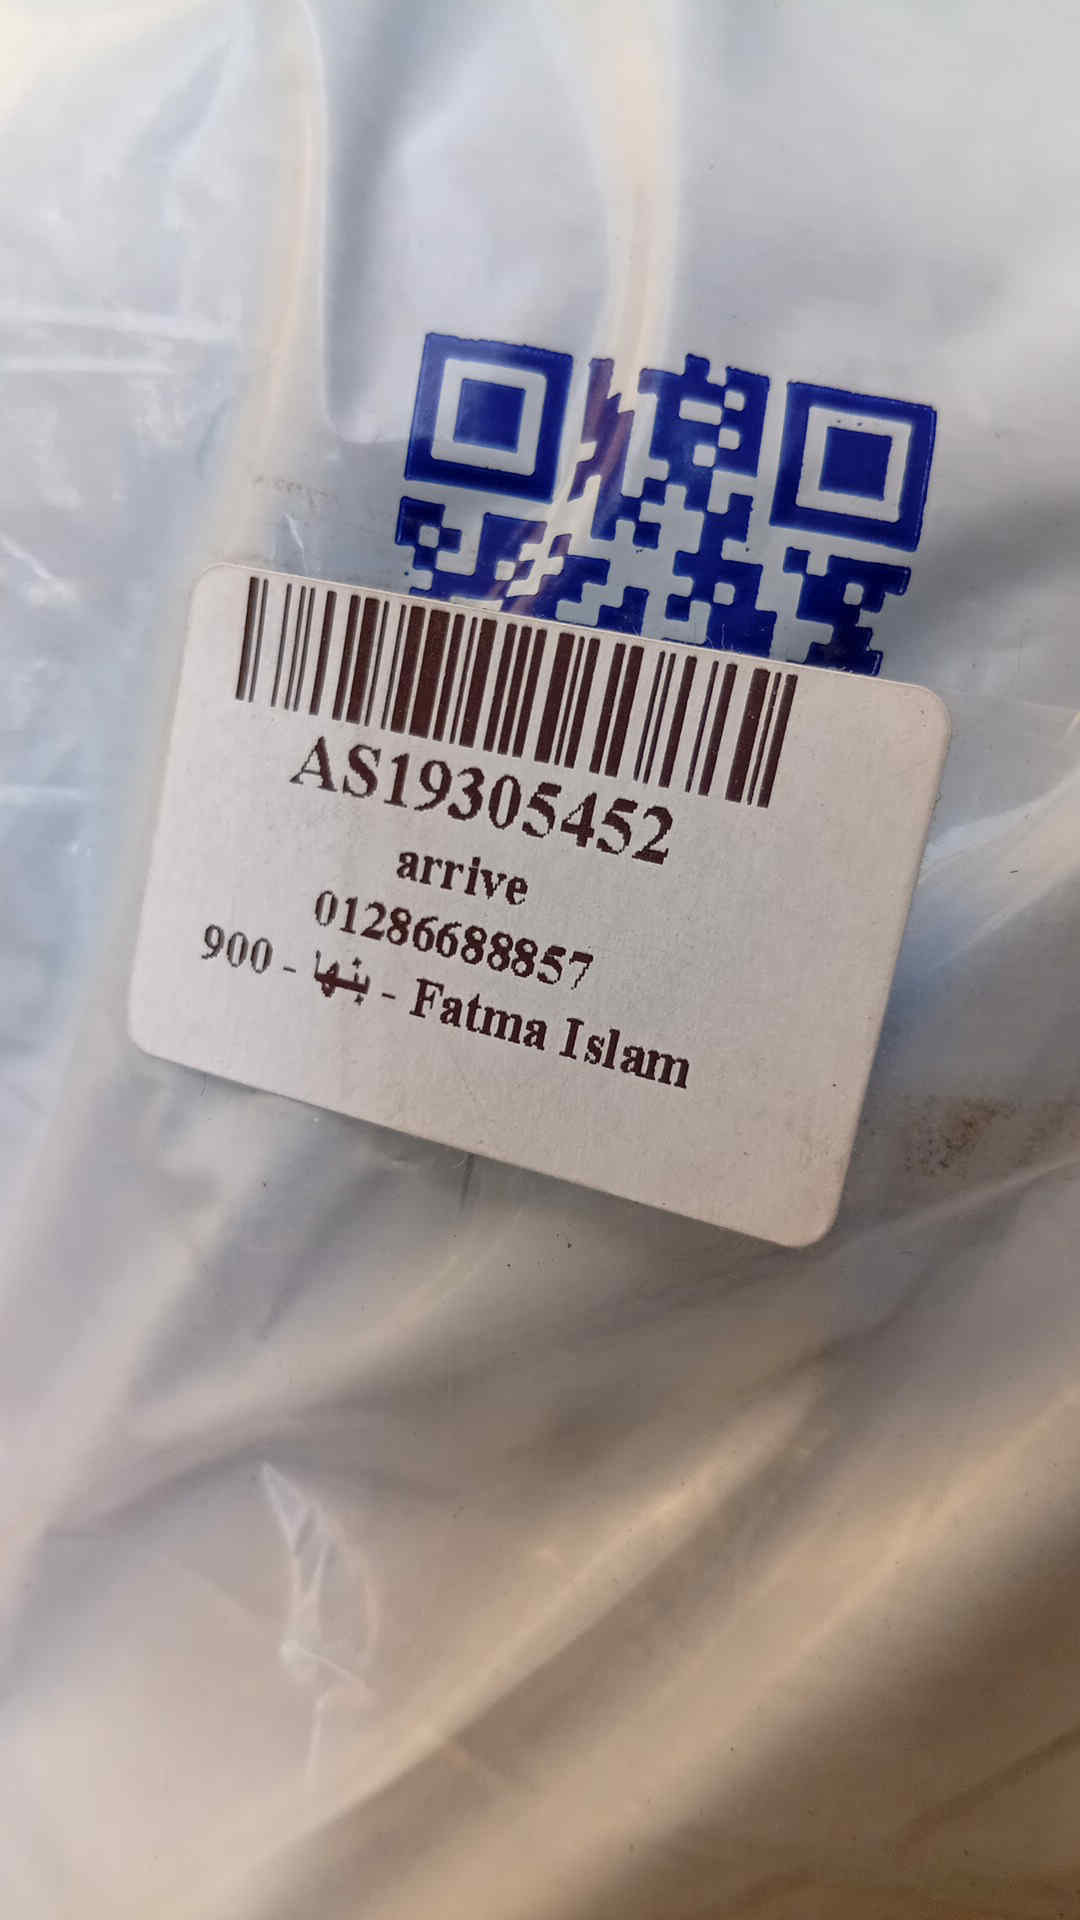 AS19305452
arrive
01286688857
900 - بنها - Fatma Islam